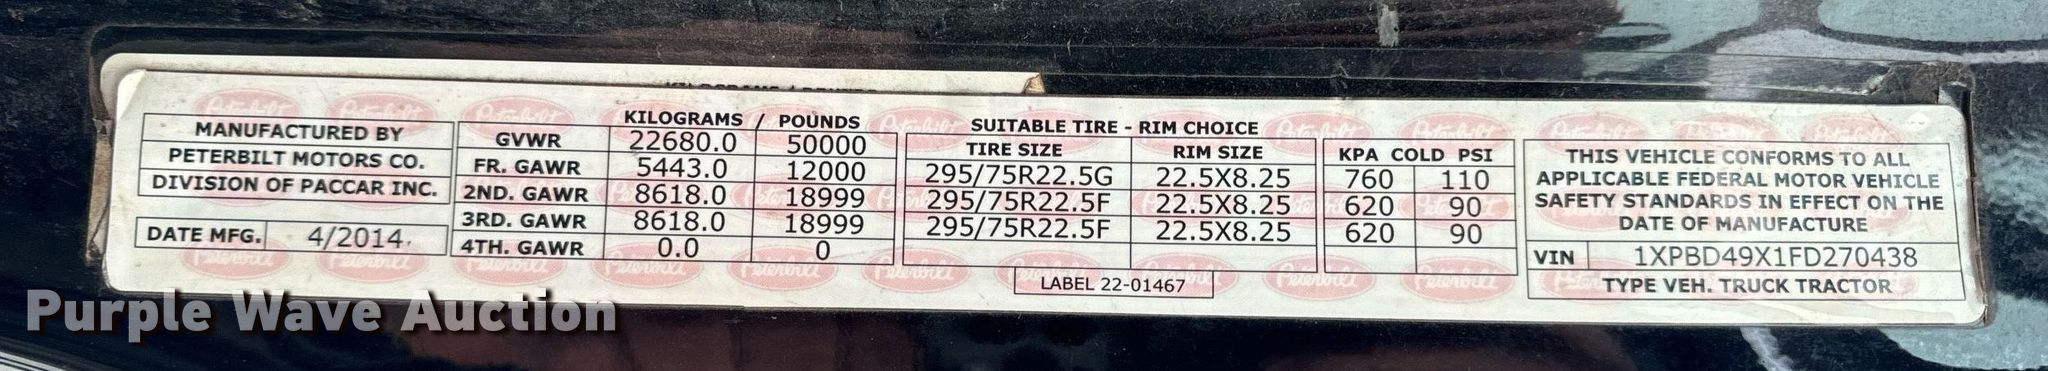 MANUFACTURED BY
PETERBILT MOTORS CO.
DIVISION OF PACCAR INC.
DATE MFG. 4/2014
KILOGRAMS / POUNDS
GVWR 22680.0 50000
FR. GAWR 5443.0 12000
2ND. GAWR 8618.0 18999
3RD. GAWR 8618.0 18999
4TH. GAWR 0.0 0
SUITABLE TIRE - RIM CHOICE
TIRE SIZE RIM SIZE KPA COLD PSI
295/75R22.5G 22.5X8.25 760 110
295/75R22.5F 22.5X8.25 620 90
295/75R22.5F 22.5X8.25 620 90
LABEL 22-01467
THIS VEHICLE CONFORMS TO ALL
APPLICABLE FEDERAL MOTOR VEHICLE
SAFETY STANDARDS IN EFFECT ON THE
DATE OF MANUFACTURE
VIN 1XPBD49X1FD270438
TYPE VEH. TRUCK TRACTOR
Peterbilt
Purple Wave Auction